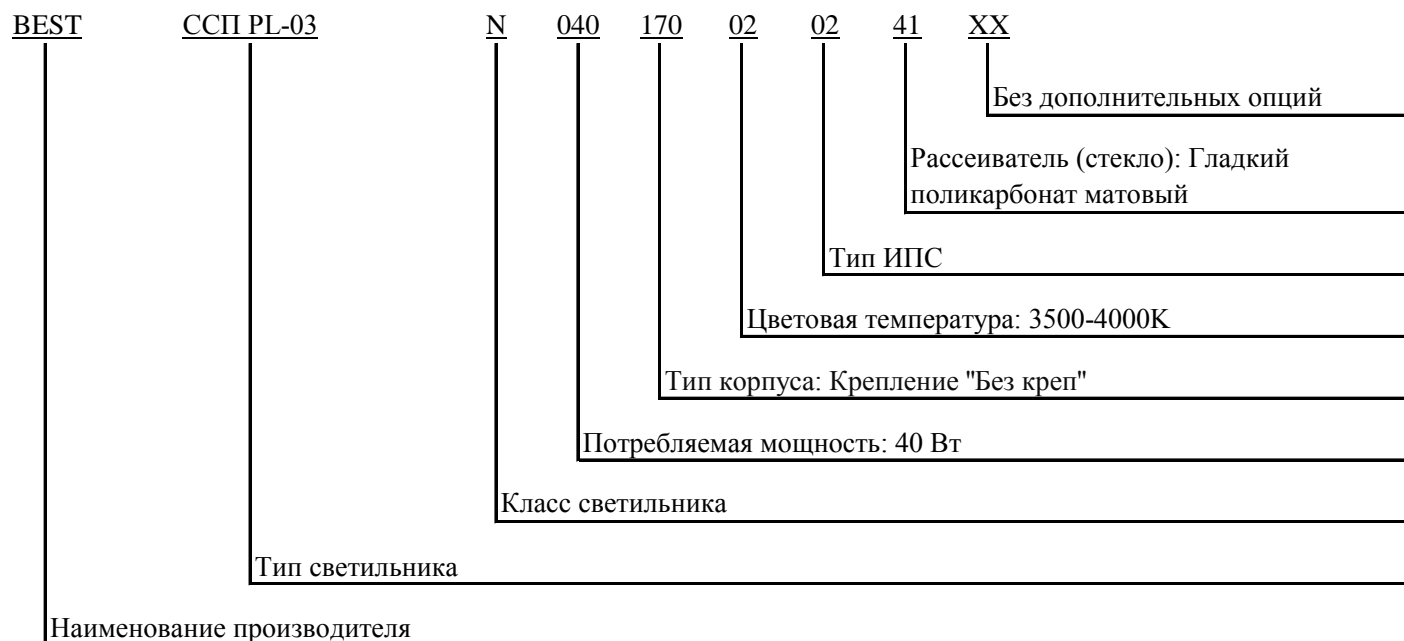 BEST ССП PL-03 N 040 170 02 02 41 XX
Без дополнительных опций
Рассеиватель (стекло): Гладкий
поликарбонат матовый
Тип ИПС
Цветовая температура: 3500-4000K
Тип корпуса: Крепление "Без креп"
Потребляемая мощность: 40 Вт
Класс светильника
Тип светильника
Наименование производителя